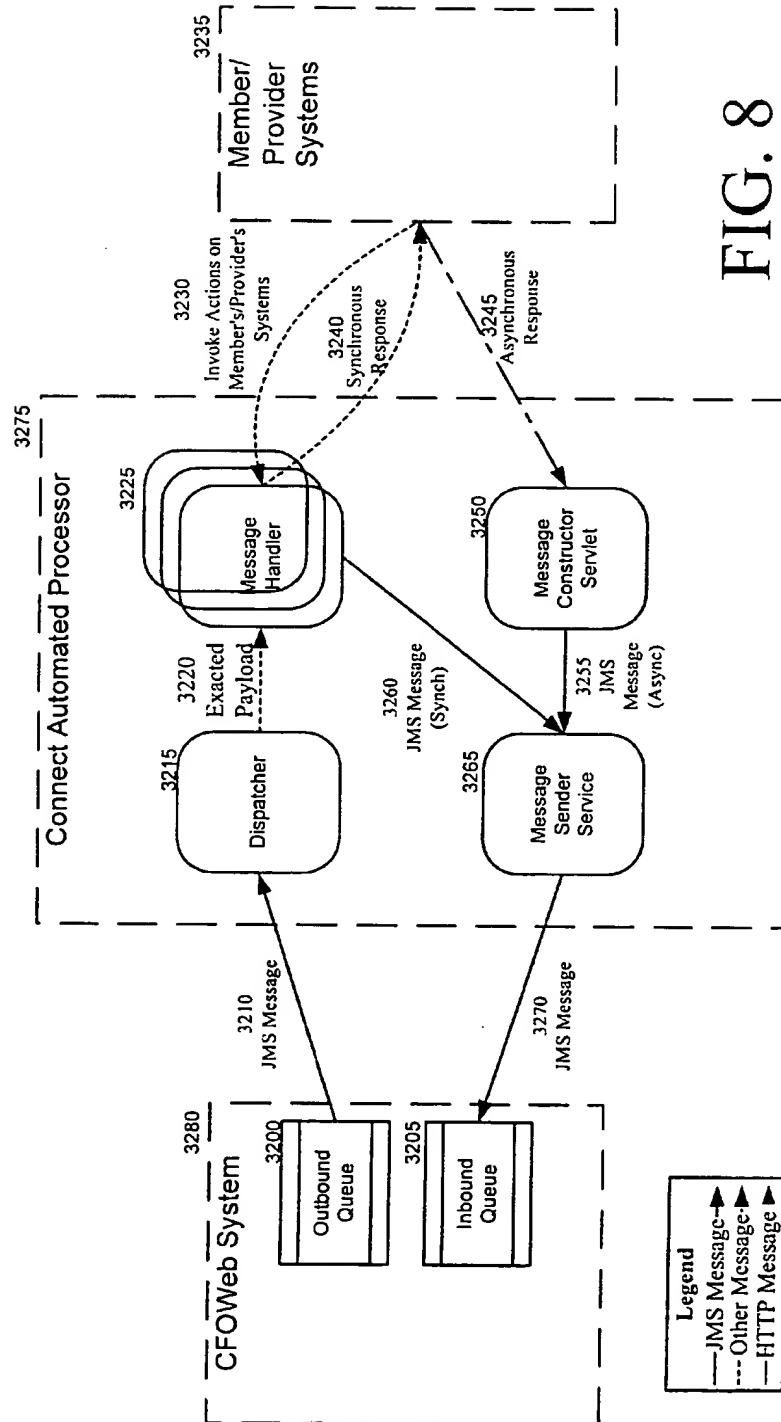 3280
CFOWeb System
3200
Outbound
Queue
3205
Inbound
Queue
3210
JMS Message
3270
JMS Message
3275
Connect Automated Processor
3215
Dispatcher
3220
Exacted
Payload
3225
Message
Handler
3260
JMS Message
(Synch)
3265
Message
Sender
Service
3250
Message
Constructor
Servlet
3255
JMS
Message
(Async)
3230
Invoke Actions on
Member's/Provider's
Systems
3240
Synchronous
Response
3245
Asynchronous
Response
3235
Member/
Provider
Systems
Legend
JMS Message
Other Message
HTTP Message
FIG. 8